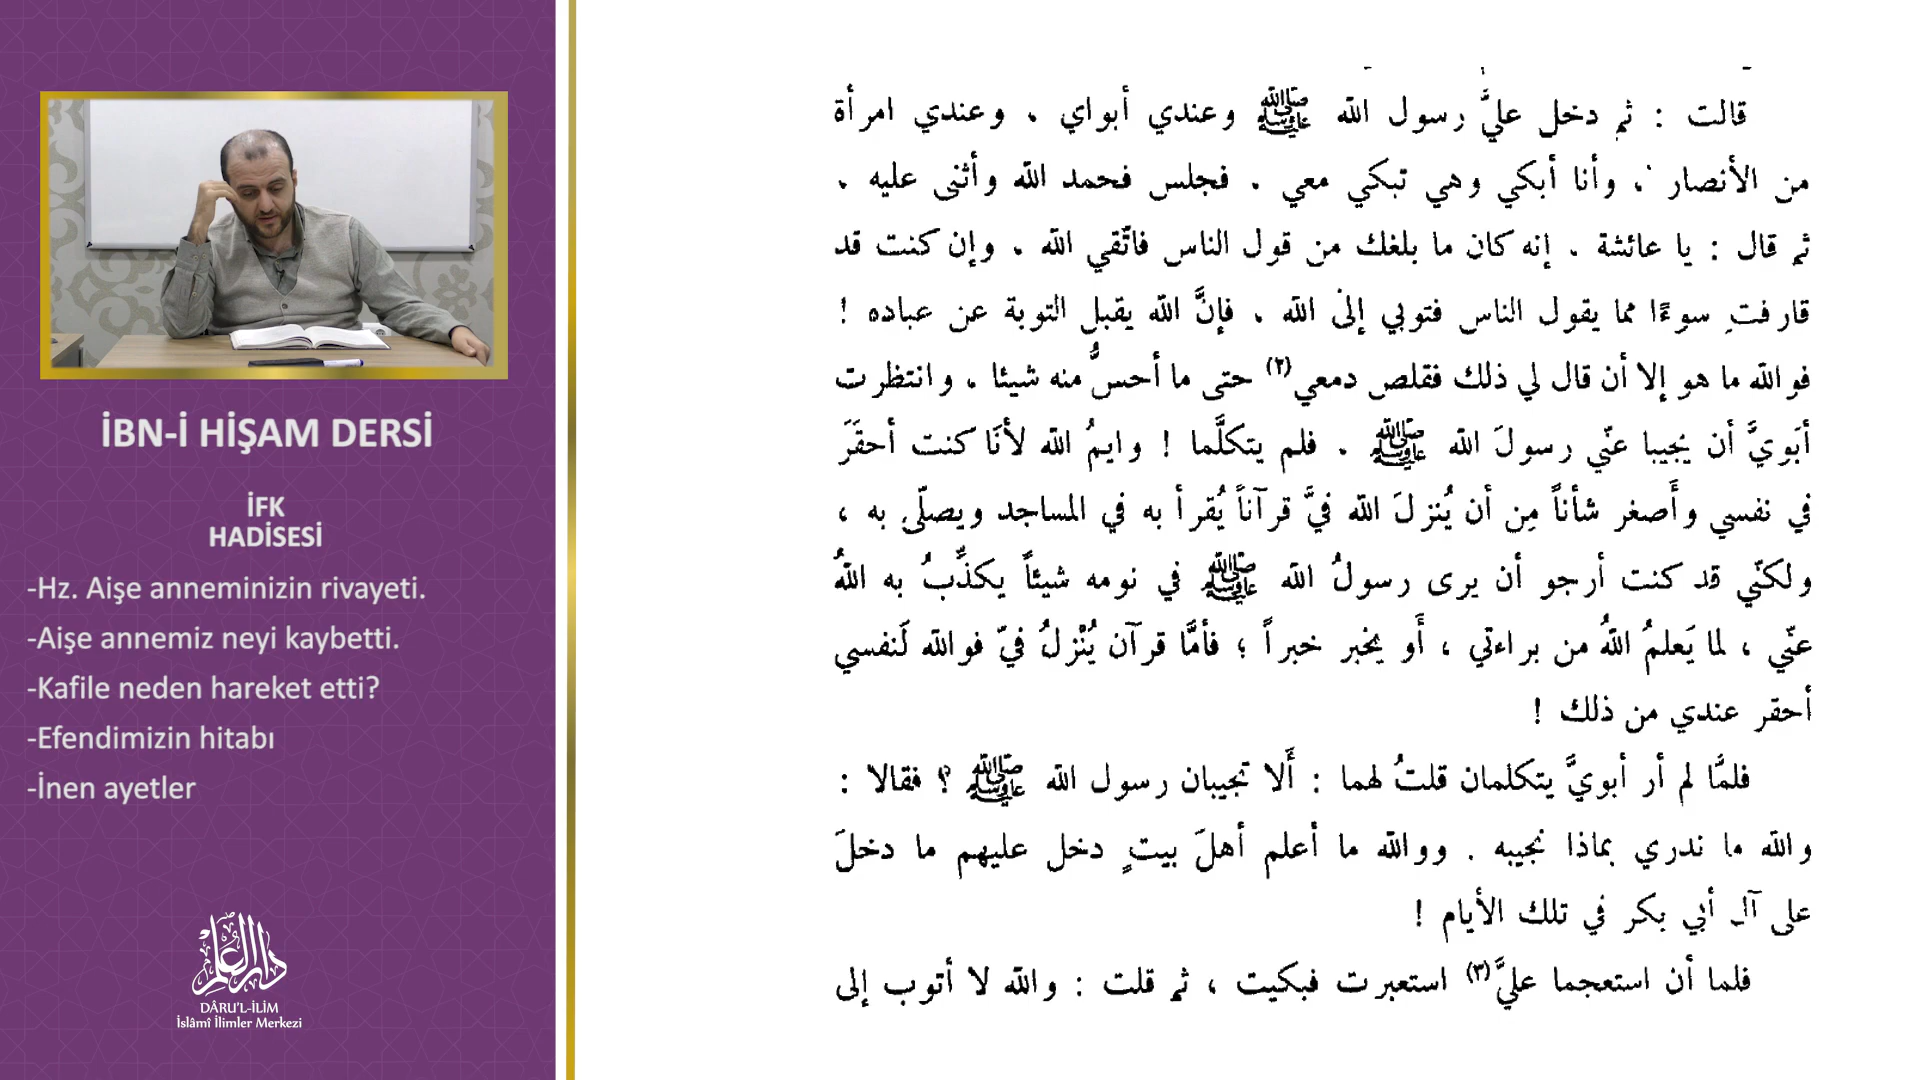 İBN-İ HİŞAM DERSİ
İFK
HADİSESİ
-Hz. Aişe anneminizin rivayeti.
-Aişe annemiz neyi kaybetti.
-Kafile neden hareket etti?
-Efendimizin hitabı
-İnen ayetler
دار العلم
DÂRU'L-İLİM
İslâmî İlimler Merkezi
قالت : ثم دخل عليَّ رسول الله ﷺ وعندي أبواي . وعندي امرأة
من الأنصار ، وأنا أبكي وهي تبكي معي . فجلس فحمد الله وأثنى عليه .
ثم قال : يا عائشة . إنه كان ما بلغك من قول الناس فاتّقي الله . وإن كنت قد
قارفتِ سوءًا مما يقول الناس فتوبي إلى الله . فإنَّ الله يقبل التوبة عن عباده !
فوالله ما هو إلا أن قال لي ذلك فقلص دمعي(٢) حتى ما أحسُّ منه شيئا . وانتظرت
أبَويَّ أن يجيبا عنّي رسولَ الله ﷺ . فلم يتكلَّما ! وايمُ الله لأنَا كنت أحقَرَ
في نفسي وأَصغر شأناً مِن أن يُنزلَ الله فيَّ قرآناً يُقرأ به في المساجد ويصلّى به ،
ولكنّي قد كنت أرجو أن يرى رسولُ الله ﷺ في نومه شيئاً يكذِّبُ به اللهُ
عنّي ، لما يَعلمُ اللهُ من براءتي ، أَو يخبر خبراً ؛ فأمَّا قرآن يُنْزلُ فيّ فوالله لَنفسي
أحقر عندي من ذلك !
فلمَّا لم أر أبويَّ يتكلمان قلتُ لهما : أَلا تجيبان رسول الله ﷺ ؟ فقالا :
والله ما ندري بماذا نجيبه . ووالله ما أعلم أهلَ بيتٍ دخل عليهم ما دخلَ
على آل أبي بكر في تلك الأيام !
فلما أن استعجما عليَّ(٣) استعبرت فبكيت ، ثم قلت : والله لا أتوب إلى